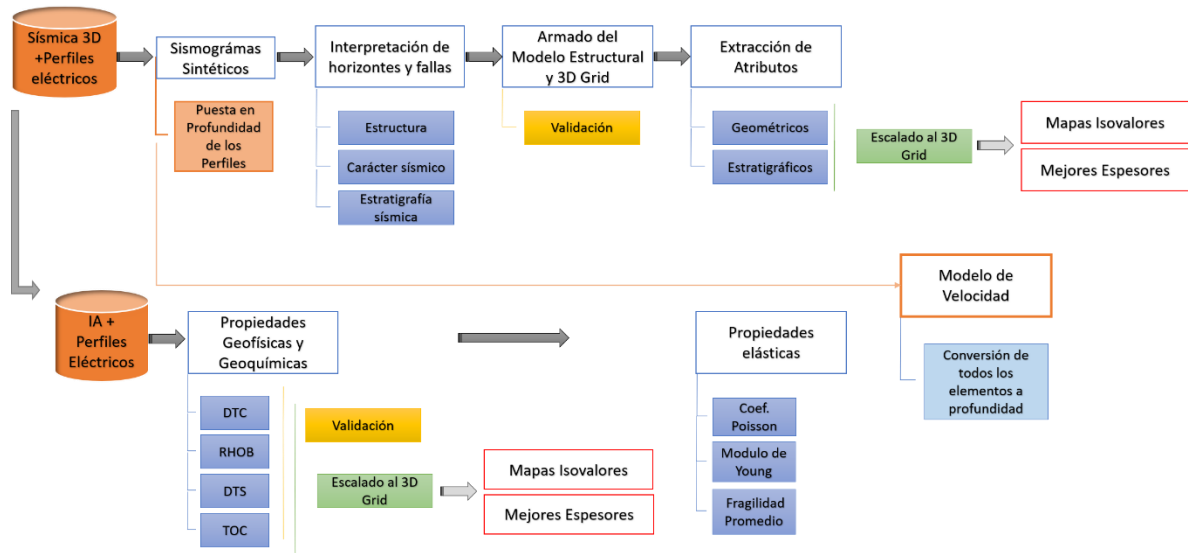 Sísmica 3D
+Perfiles
eléctricos
Sismográmas
Sintéticos
Interpretación de
horizontes y fallas
Armado del
Modelo Estructural
y 3D Grid
Extracción de
Atributos
Puesta en
Profundidad
de los
Perfiles
Estructura
Carácter sísmico
Estratigrafía
sísmica
Validación
Geométricos
Estratigráficos
Escalado al 3D
Grid
Mapas Isovalores
Mejores Espesores
Modelo de
Velocidad
Conversión de
todos los
elementos a
profundidad
IA +
Perfiles
Eléctricos
Propiedades
Geofísicas y
Geoquímicas
DTC
RHOB
DTS
TOC
Validación
Escalado al 3D
Grid
Mapas Isovalores
Mejores Espesores
Propiedades
elásticas
Coef.
Poisson
Modulo de
Young
Fragilidad
Promedio